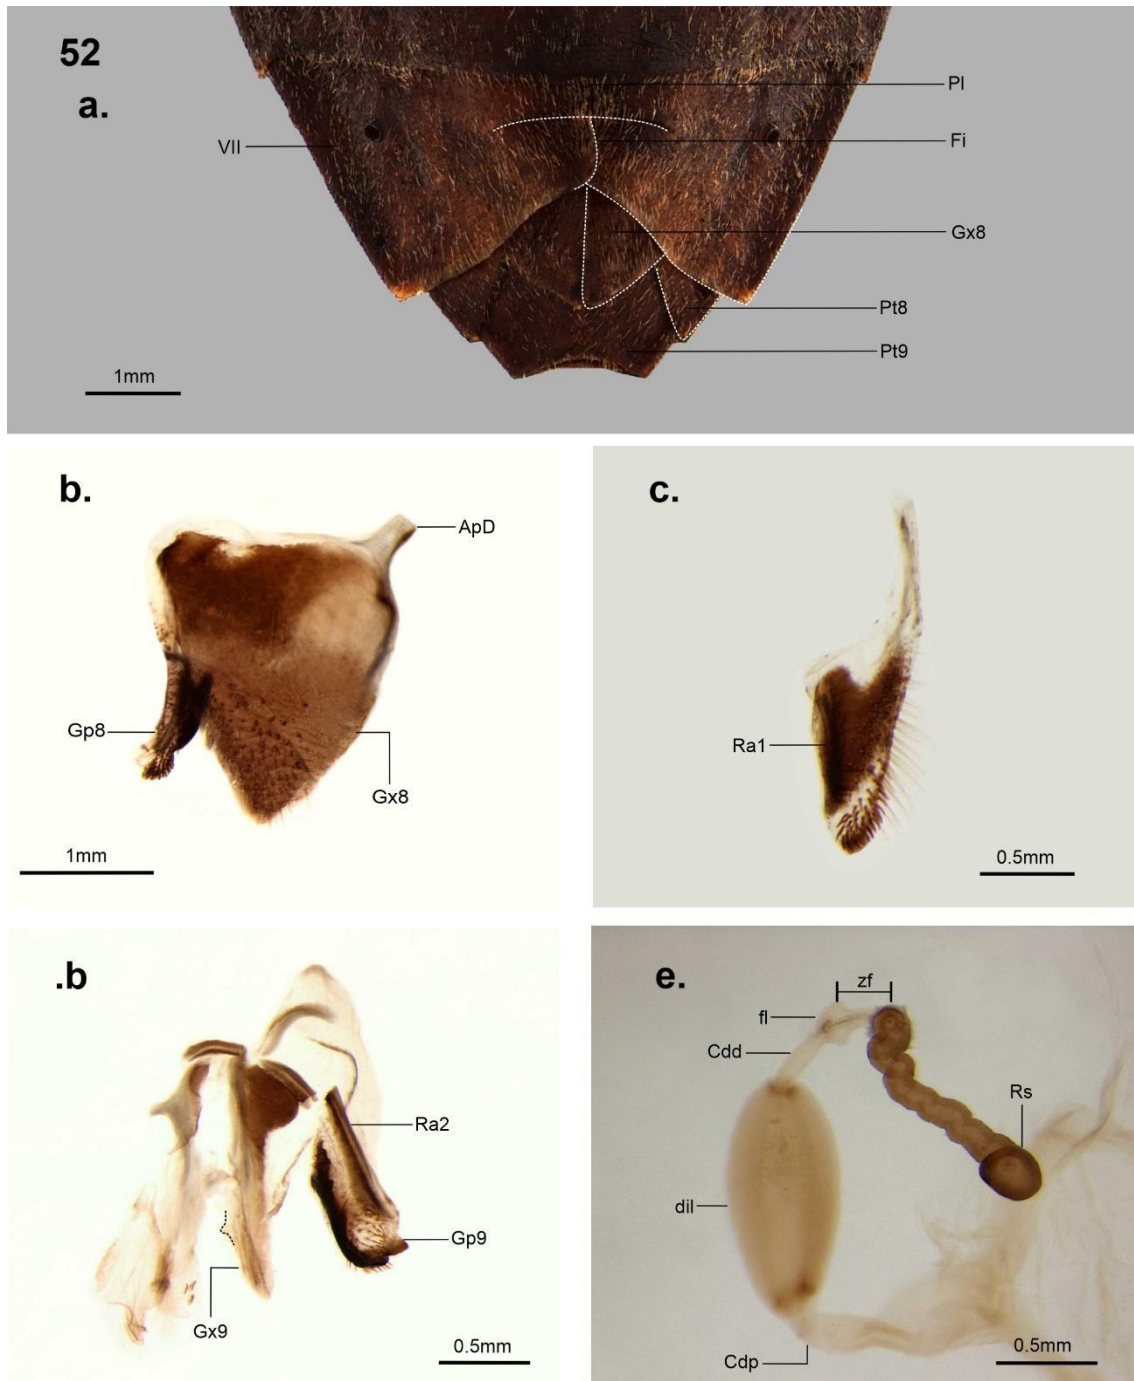 52
a.
Pl
VII
Fi
Gx8
Pt8
Pt9
1mm
b.
ApD
Gp8
Gx8
1mm
c.
Ra1
0.5mm
.b
Ra2
Gp9
Gx9
0.5mm
e.
zf
fl
Cdd
Rs
dil
Cdp
0.5mm